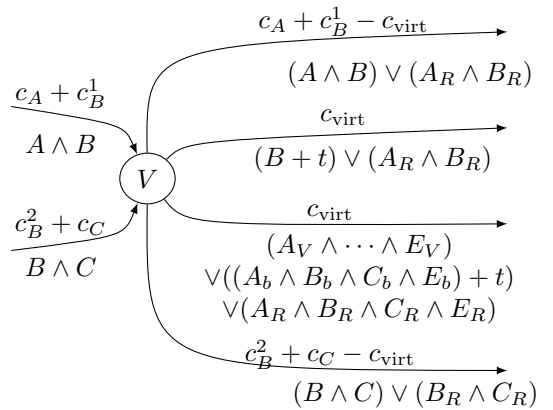 c_A + c_B^1 − c_virt
(A ∧ B) ∨ (A_R ∧ B_R)
c_A + c_B^1
A ∧ B
c_virt
(B + t) ∨ (A_R ∧ B_R)
V
c_B^2 + c_C
B ∧ C
c_virt
(A_V ∧ ⋯ ∧ E_V)
∨((A_b ∧ B_b ∧ C_b ∧ E_b) + t)
∨(A_R ∧ B_R ∧ C_R ∧ E_R)
c_B^2 + c_C − c_virt
(B ∧ C) ∨ (B_R ∧ C_R)